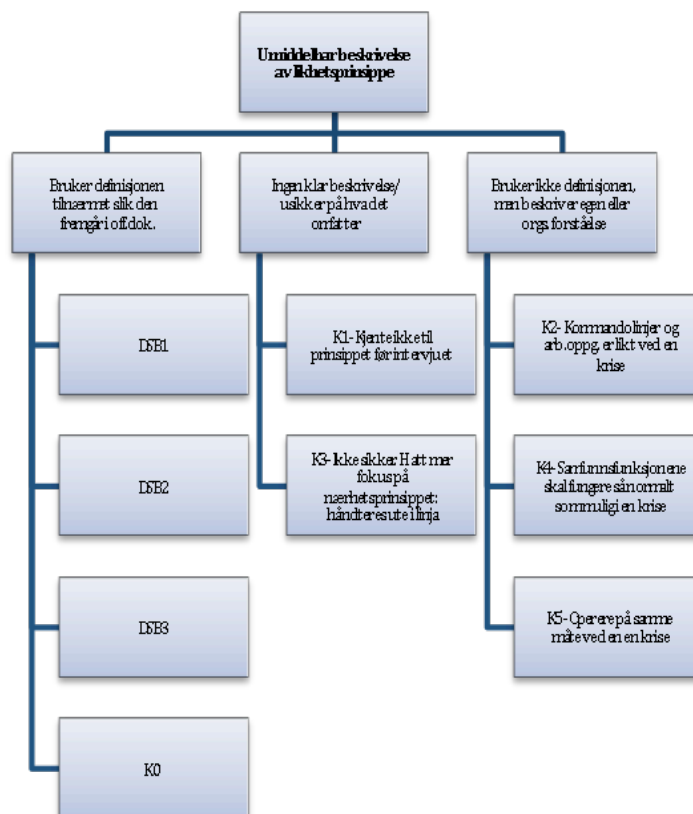 Umiddelbar beskrivelse
av likhetsprinsippe
Bruker definisjonen
tilnærmet slik den
fremgår i off.dok.
DSB1
DSB2
DSB3
K0
Ingen klar beskrivelse/
usikker på hva det
omfatter
K1- Kjente ikke til
prinsippet før intervjuet
K3- Ikke sikker. Hatt mer
fokus på
nærhetsprinsippet:
håndteres ute i linja
Bruker ikke definisjonen,
men beskriver egen eller
orgs. forståelse
K2- Kommandolinjer og
arb.oppg. er likt ved en
krise
K4- Samfunnsfunksjonene
skal fungere så normalt
som mulig i en krise
K5- Operere på samme
måte ved en en krise